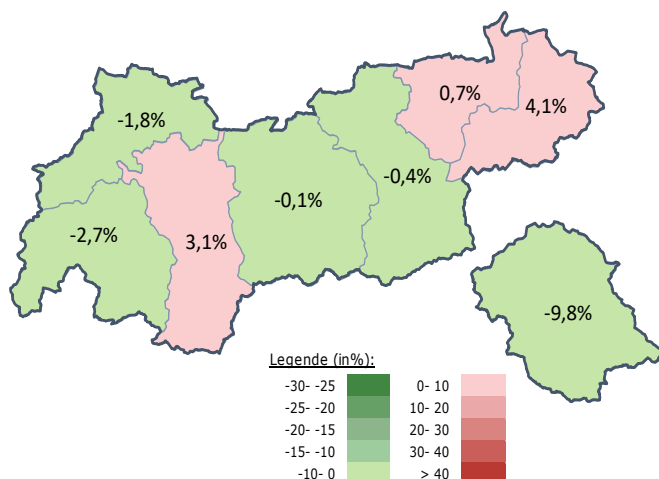 0,7%
4,1%
-1,8%
-0,4%
-0,1%
-2,7%
3,1%
-9,8%
Legende (in%):
-30- -25 0- 10
-25- -20 10- 20
-20- -15 20- 30
-15- -10 30- 40
-10- 0 > 40